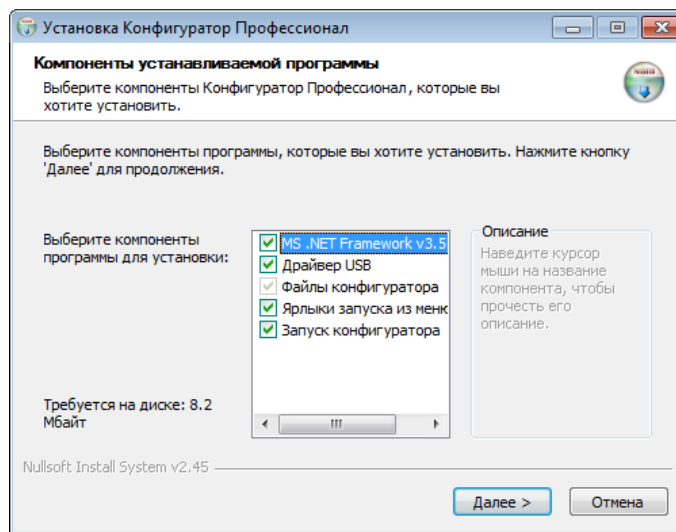 Установка Конфигуратор Профессионал
Компоненты устанавливаемой программы
Выберите компоненты Конфигуратор Профессионал, которые вы
хотите установить.
Выберите компоненты программы, которые вы хотите установить. Нажмите кнопку
'Далее' для продолжения.
Выберите компоненты
программы для установки:
MS .NET Framework v3.5
Драйвер USB
Файлы конфигуратора
Ярлыки запуска из меню
Запуск конфигуратора
Описание
Наведите курсор
мыши на название
компонента, чтобы
прочесть его
описание.
Требуется на диске: 8.2
Мбайт
Nullsoft Install System v2.45
Далее >
Отмена